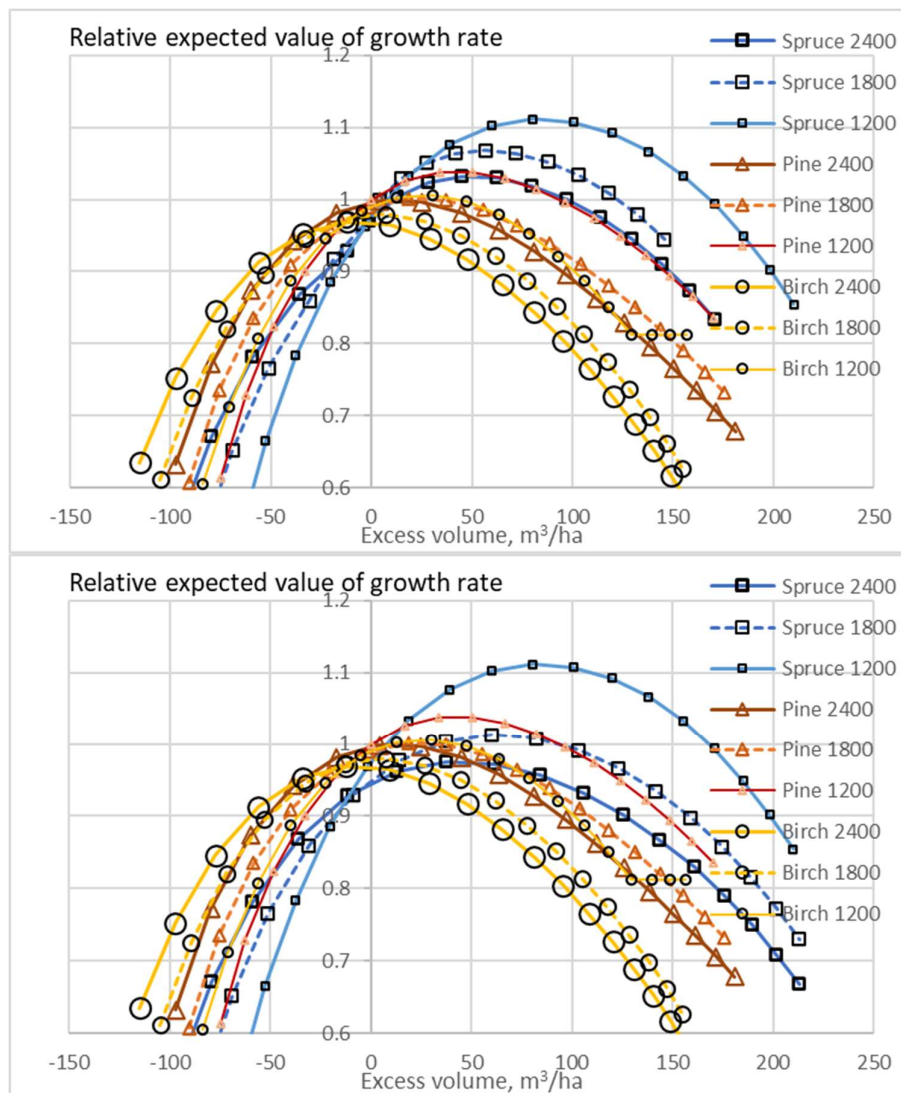 Relative expected value of growth rate
1.2
1.1
1
0.9
0.8
0.7
0.6
-150 -100 -50 0 50 100 150 200 250
Excess volume, m³/ha
Spruce 2400
Spruce 1800
Spruce 1200
Pine 2400
Pine 1800
Pine 1200
Birch 2400
Birch 1800
Birch 1200
Relative expected value of growth rate
1.2
1.1
1
0.9
0.8
0.7
0.6
-150 -100 -50 0 50 100 150 200 250
Excess volume, m³/ha
Spruce 2400
Spruce 1800
Spruce 1200
Pine 2400
Pine 1800
Pine 1200
Birch 2400
Birch 1800
Birch 1200